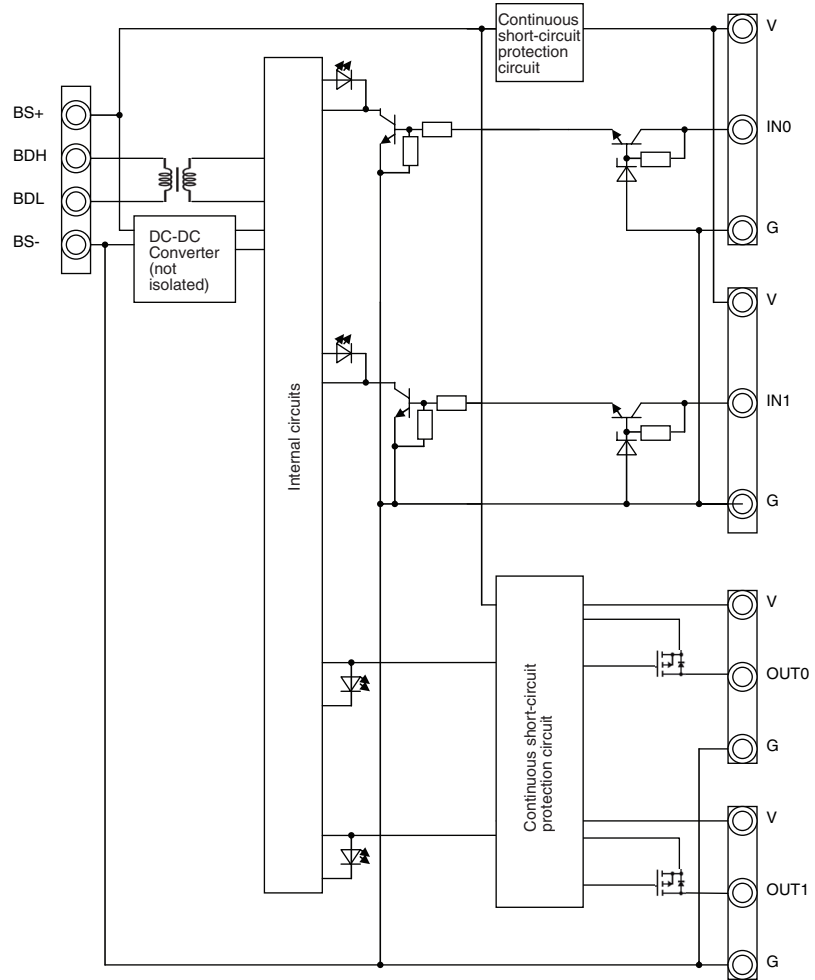 Continuous
short-circuit
protection
circuit
V
BS+
BDH
BDL
BS-
IN0
G
DC-DC
Converter
(not
isolated)
V
Internal circuits
IN1
G
Continuous short-circuit
protection circuit
V
OUT0
G
V
OUT1
G